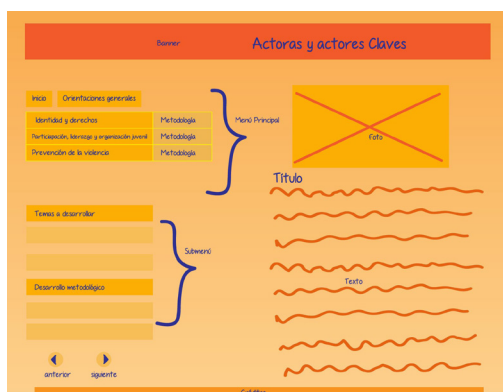 Banner
Actoras y actores Claves
Inicio
Orientaciones generales
Identidad y derechos
Metodología
Participación, liderazgo y organización juvenil
Metodología
Prevención de la violencia
Metodología
Menú Principal
Foto
Título
Temas a desarrollar
Submenú
Desarrollo metodológico
Texto
anterior
siguiente